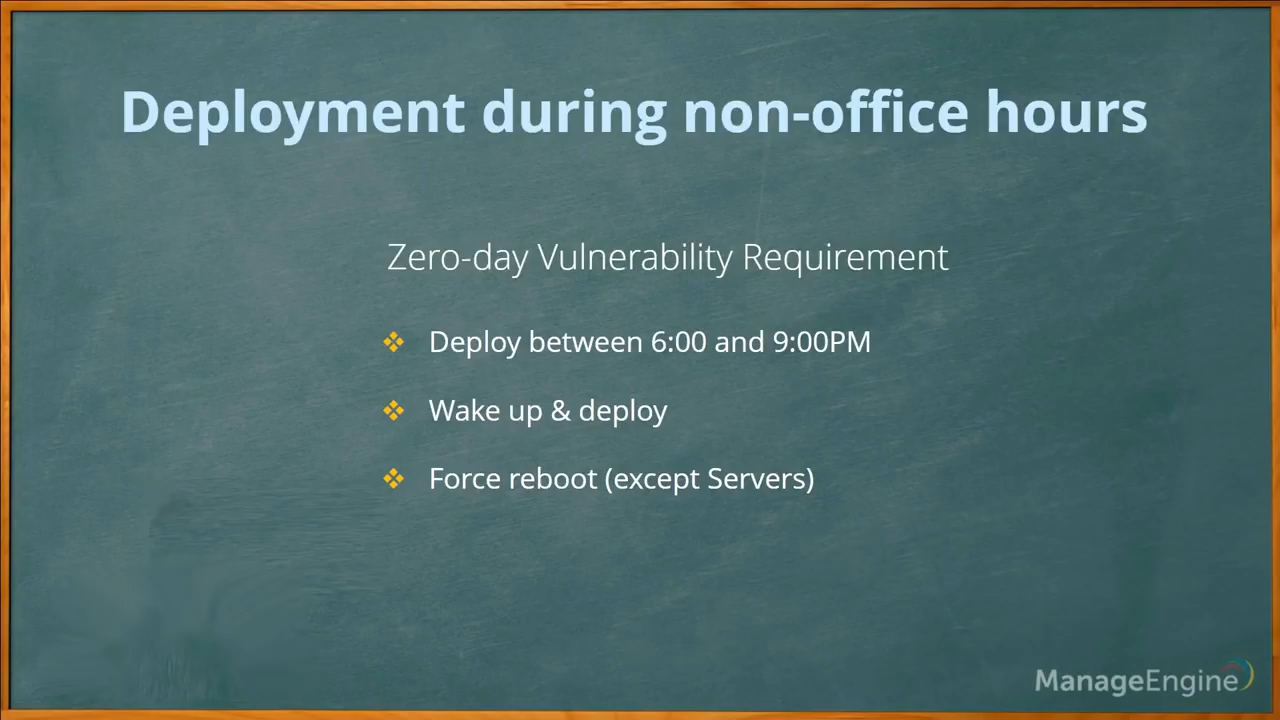 Deployment during non-office hours
Zero-day Vulnerability Requirement
❖ Deploy between 6:00 and 9:00PM
❖ Wake up & deploy
❖ Force reboot (except Servers)
ManageEngine